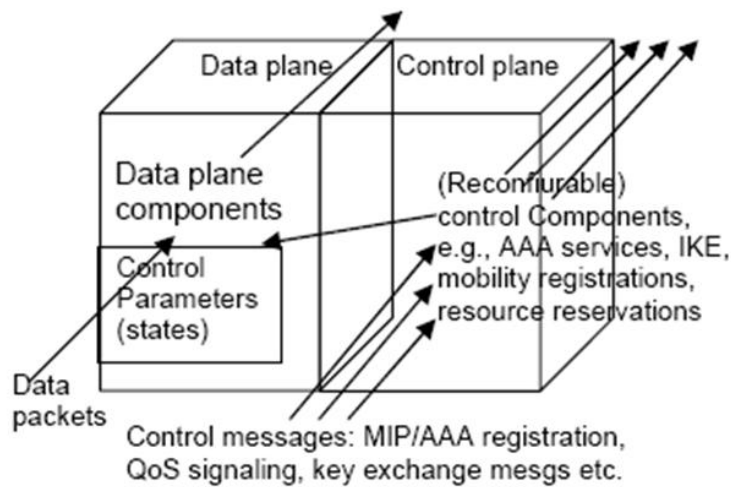 Data plane
Control plane
Data plane
components
(Reconfiurable)
control Components,
e.g., AAA services, IKE,
mobility registrations,
resource reservations
Control
Parameters
(states)
Data
packets
Control messages: MIP/AAA registration,
QoS signaling, key exchange mesgs etc.